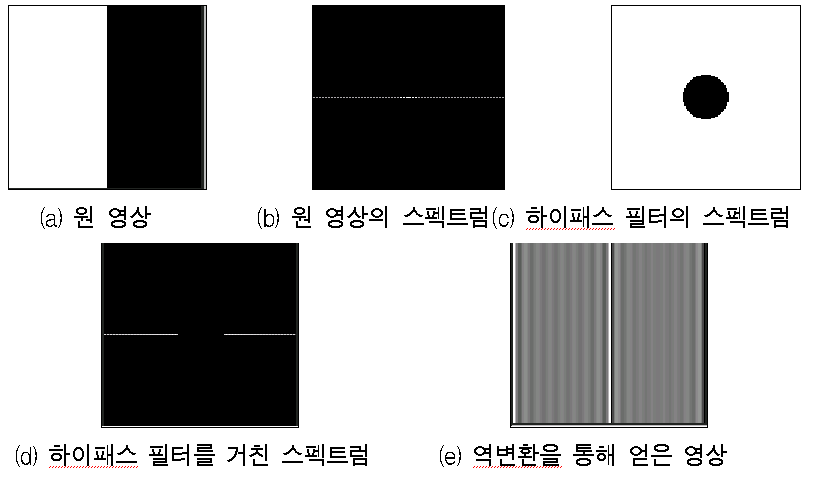 (a) 원 영상
(b) 원 영상의 스펙트럼(c) 하이패스 필터의 스펙트럼
(d) 하이패스 필터를 거친 스펙트럼
(e) 역변환을 통해 얻은 영상